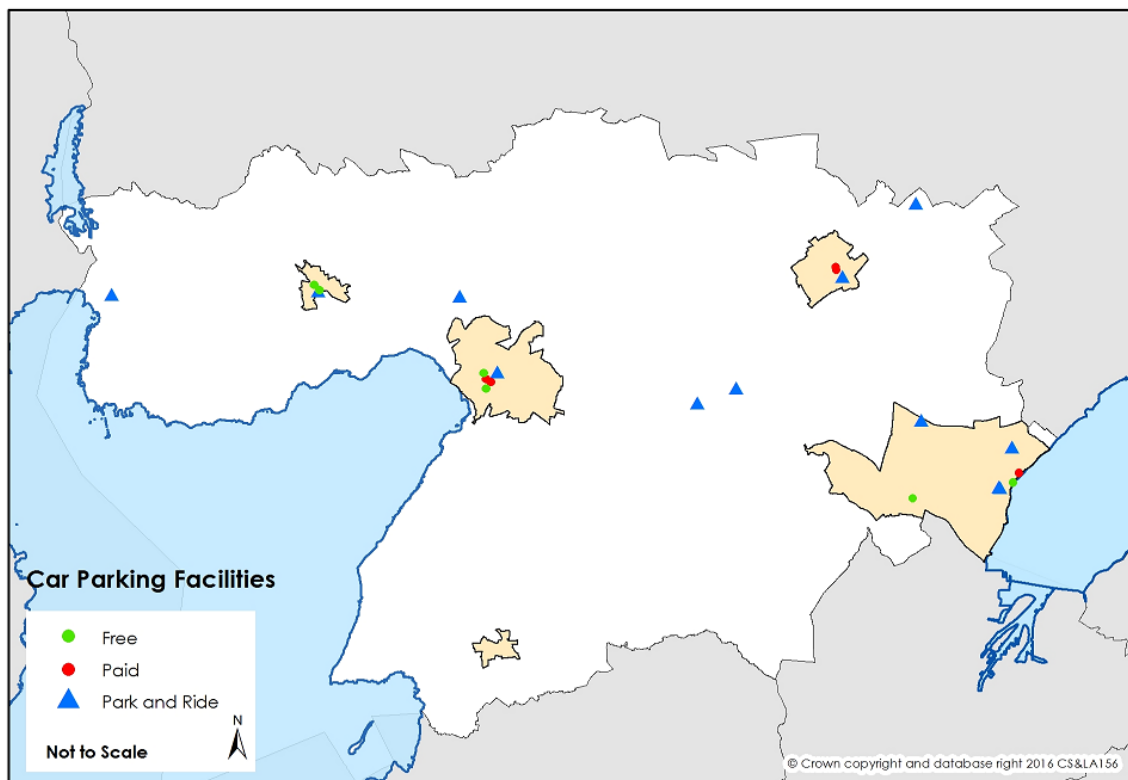 Car Parking Facilities
Free
Paid
Park and Ride
N
Not to Scale
© Crown copyright and database right 2016 CS&LA156